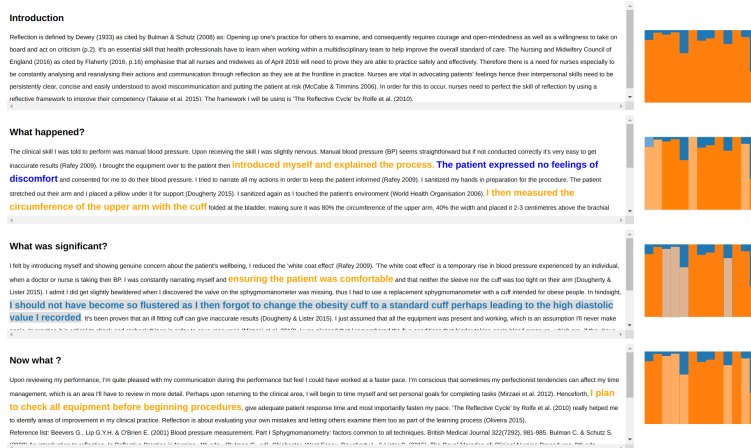 Introduction
Reflection is defined by Dewey (1933) as cited by Bulman & Schutz (2008) as: Opening up one's practice for others to examine, and consequently requires courage and open-mindedness as well as a willingness to take on
board and act on criticism (p.2). It's an essential skill that health professionals have to learn when working within a multidisciplinary team to help improve the overall standard of care. The Nursing and Midwifery Council of
England (2016) as cited by Flaherty (2016, p.16) emphasise that all nurses and midwives as of April 2016 will need to prove they are able to practice safely and effectively. Therefore there is a need for nurses especially to
be constantly analysing and reanalysing their actions and communication through reflection as they are at the frontline in practice. Nurses are vital in advocating patients' feelings hence their interpersonal skills need to be
persistently clear, concise and easily understood to avoid miscommunication and putting the patient at risk (McCabe & Timmins 2006). In order for this to occur, nurses need to perfect the skill of reflection by using a
reflective framework to improve their competency (Takase et al. 2015). The framework I will be using is 'The Reflective Cycle' by Rolfe et al. (2010).
What happened?
The clinical skill I was told to perform was manual blood pressure. Upon receiving the skill I was slightly nervous. Manual blood pressure (BP) seems straightforward but if not conducted correctly it's very easy to get
inaccurate results (Rafey 2009). I brought the equipment over to the patient then introduced myself and explained the process. The patient expressed no feelings of
discomfort and consented for me to do their blood pressure. I tried to narrate all my actions in order to keep the patient informed (Rafey 2009). I sanitized my hands in preparation for the procedure. The patient
stretched out their arm and I placed a pillow under it for support (Dougherty 2015). I sanitized again as I touched the patient's environment (World Health Organisation 2006). I then measured the
circumference of the upper arm with the cuff folded at the bladder, making sure it was 80% the circumference of the upper arm, 40% the width and placed it 2-3 centimetres above the brachial
What was significant?
I felt by introducing myself and showing genuine concern about the patient's wellbeing, I reduced the 'white coat effect' (Rafey 2009). 'The white coat effect' is a temporary rise in blood pressure experienced by an individual,
when a doctor or nurse is taking their BP. I was constantly narrating myself and ensuring the patient was comfortable and that neither the sleeve nor the cuff was too tight on their arm (Dougherty &
Lister 2015). I admit I did get slightly bewildered when I discovered the valve on the sphygmomameter was missing, thus I had to use a replacement sphygmomameter with a cuff intended for obese people. In hindsight,
I should not have become so flustered as I then forgot to change the obesity cuff to a standard cuff perhaps leading to the high diastolic
value I recorded. It's been proven that an ill fitting cuff can give inaccurate results (Dougherty & Lister 2015). I just assumed that all the equipment was present and working, which is an assumption I'll never make
Now what ?
Upon reviewing my performance, I'm quite pleased with my communication during the performance but feel I could have worked at a faster pace. I'm conscious that sometimes my perfectionist tendencies can affect my time
management, which is an area I'll have to review in more detail. Perhaps upon returning to the clinical area, I will begin to time myself and set personal goals for completing tasks (Mirzaei et al. 2012). Henceforth, I plan
to check all equipment before beginning procedures, give adequate patient response time and most importantly fasten my pace. 'The Reflective Cycle' by Rolfe et al. (2010) really helped me
to identify areas of improvement in my clinical practice. Reflection is about evaluating your own mistakes and letting others examine them too as part of the learning process (Oliveira 2015).
Reference list: Beevers G., Lip G.Y.H. & O'Brien E. (2001) Blood pressure measurement, Part I Sphygmomanometry: factors common to all techniques. British Medical Journal 322(7292), 981-985. Bulman C. & Schutz